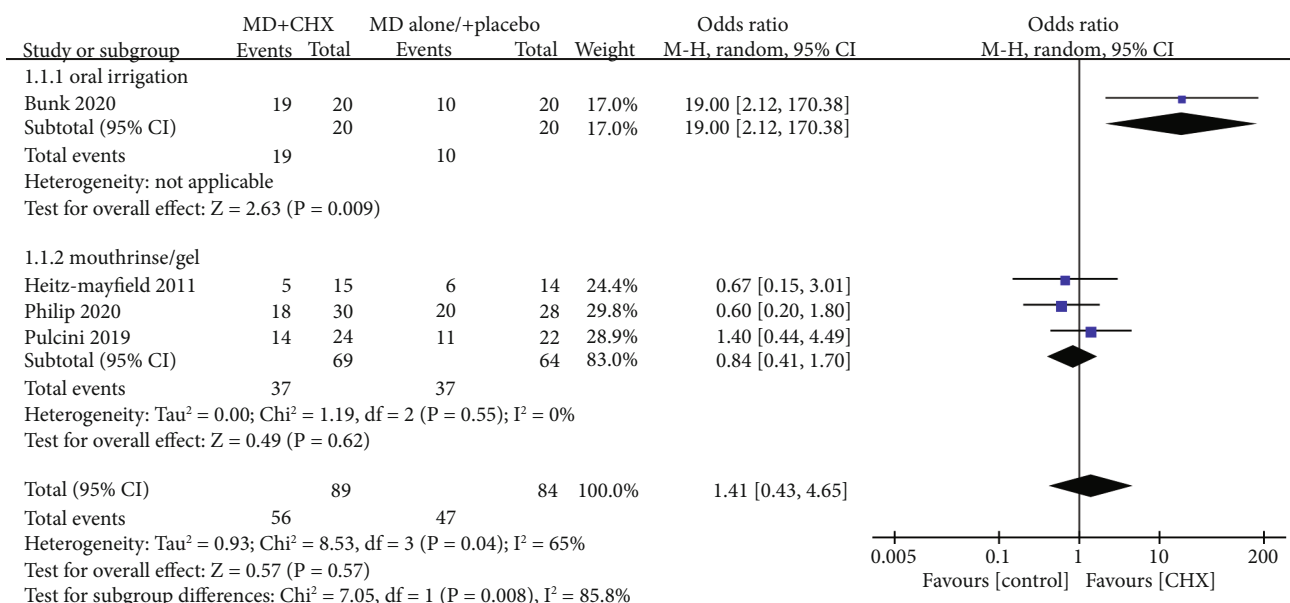 MD+CHX MD alone/+placebo Odds ratio Odds ratio
Study or subgroup Events Total Events Total Weight M-H, random, 95% CI M-H, random, 95% CI
1.1.1 oral irrigation
Bunk 2020 19 20 10 20 17.0% 19.00 [2.12, 170.38]
Subtotal (95% CI) 20 20 17.0% 19.00 [2.12, 170.38]
Total events 19 10
Heterogeneity: not applicable
Test for overall effect: Z = 2.63 (P = 0.009)
1.1.2 mouthrinse/gel
Heitz-mayfield 2011 5 15 6 14 24.4% 0.67 [0.15, 3.01]
Philip 2020 18 30 20 28 29.8% 0.60 [0.20, 1.80]
Pulcini 2019 14 24 11 22 28.9% 1.40 [0.44, 4.49]
Subtotal (95% CI) 69 64 83.0% 0.84 [0.41, 1.70]
Total events 37 37
Heterogeneity: Tau² = 0.00; Chi² = 1.19, df = 2 (P = 0.55); I² = 0%
Test for overall effect: Z = 0.49 (P = 0.62)
Total (95% CI) 89 84 100.0% 1.41 [0.43, 4.65]
Total events 56 47
Heterogeneity: Tau² = 0.93; Chi² = 8.53, df = 3 (P = 0.04); I² = 65%
Test for overall effect: Z = 0.57 (P = 0.57)
Test for subgroup differences: Chi² = 7.05, df = 1 (P = 0.008), I² = 85.8%
0.005 0.1 1 10 200
Favours [control] Favours [CHX]